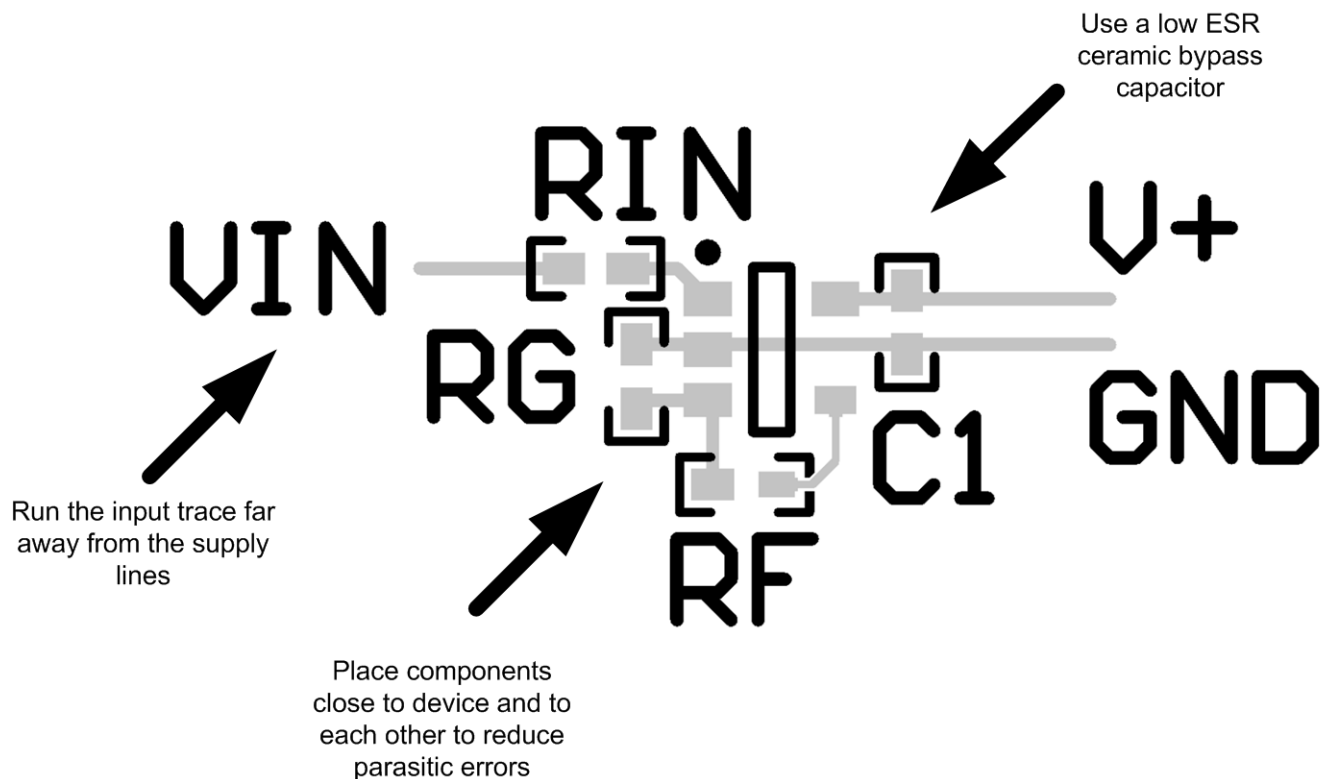 Use a low ESR
ceramic bypass
capacitor
RIN
V+
VIN
RG
GND
C1
Run the input trace far
away from the supply
lines
RF
Place components
close to device and to
each other to reduce
parasitic errors